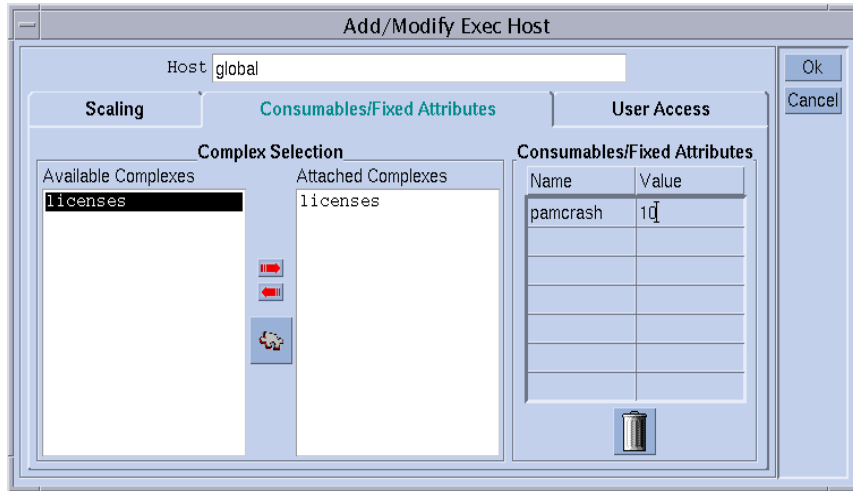 Add/Modify Exec Host
Host global
Ok
Cancel
Scaling
Consumables/Fixed Attributes
User Access
Complex Selection
Available Complexes
licenses
Attached Complexes
licenses
Consumables/Fixed Attributes
Name Value
pamcrash 10